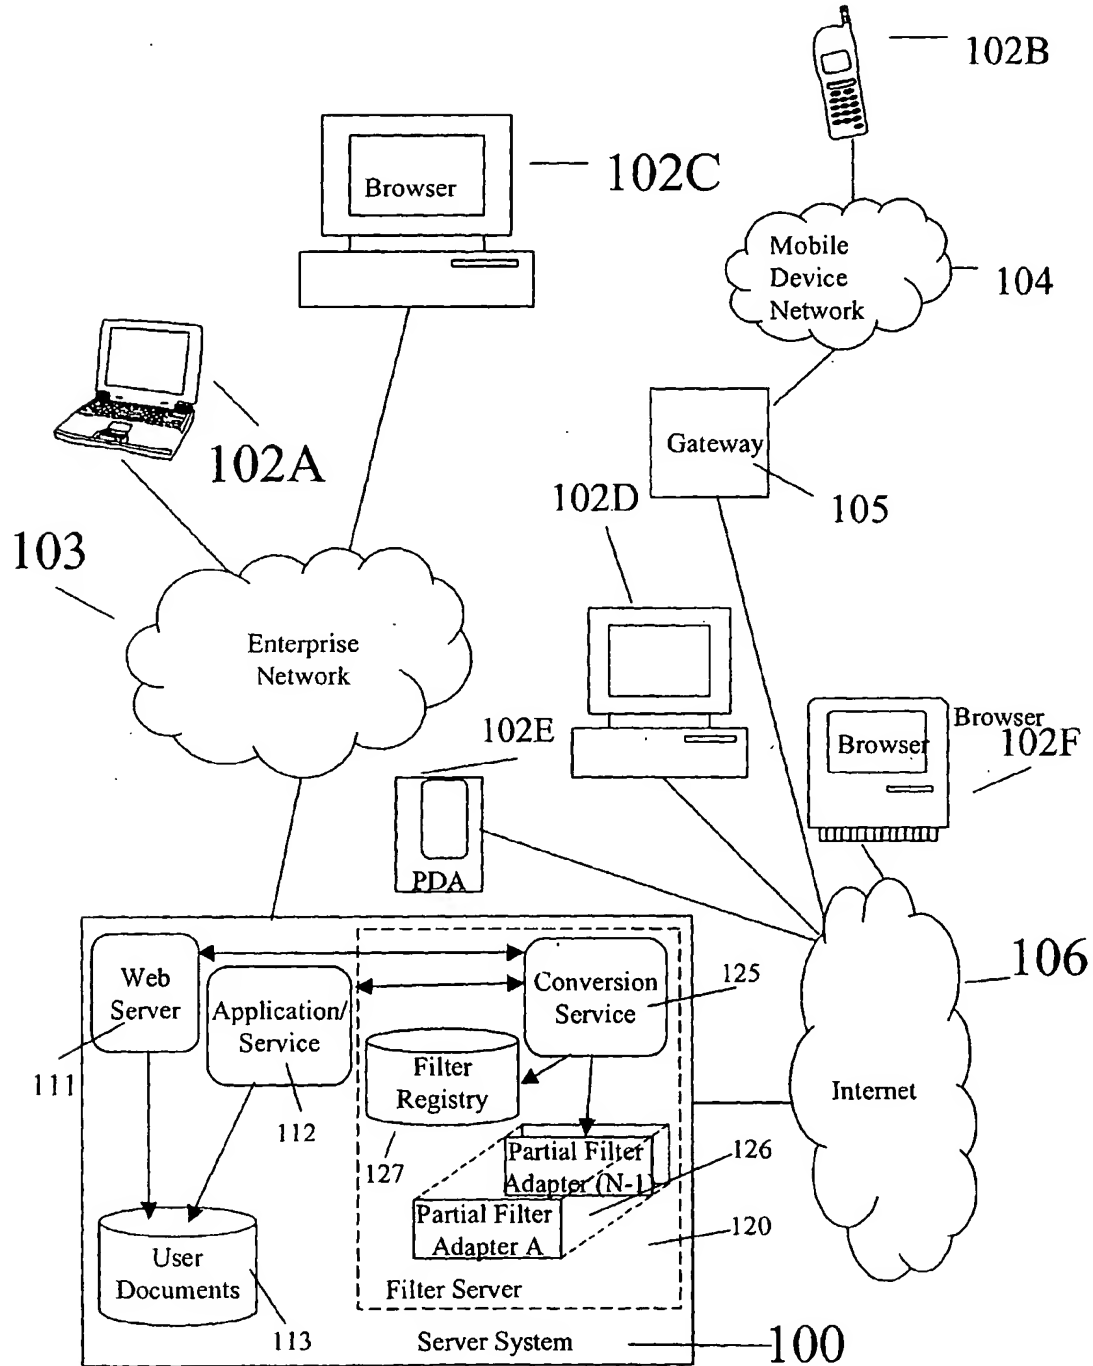 102B
102C
Browser
Mobile
Device
Network
104
102A
Gateway
105
102D
103
Enterprise
Network
102E
Browser
Browser
102F
PDA
106
Web
Server
Application/
Service
Conversion
Service
125
Filter
Registry
Internet
111
112
127
Partial Filter
Adapter (N-1)
126
Partial Filter
Adapter A
120
User
Documents
Filter Server
113
Server System
100